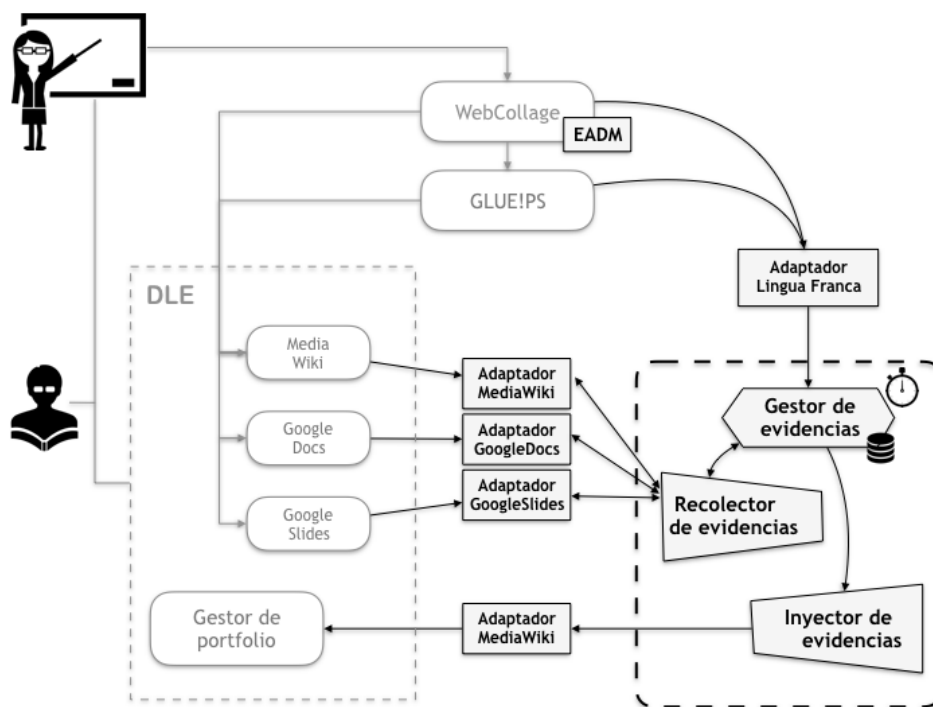 WebCollage
EADM
GLUE!PS
Adaptador
Lingua Franca
DLE
Media
Wiki
Adaptador
MediaWiki
Gestor de
evidencias
Google
Docs
Adaptador
GoogleDocs
Adaptador
GoogleSlides
Recolector
de evidencias
Google
Slides
Gestor de
portfolio
Adaptador
MediaWiki
Inyector de
evidencias